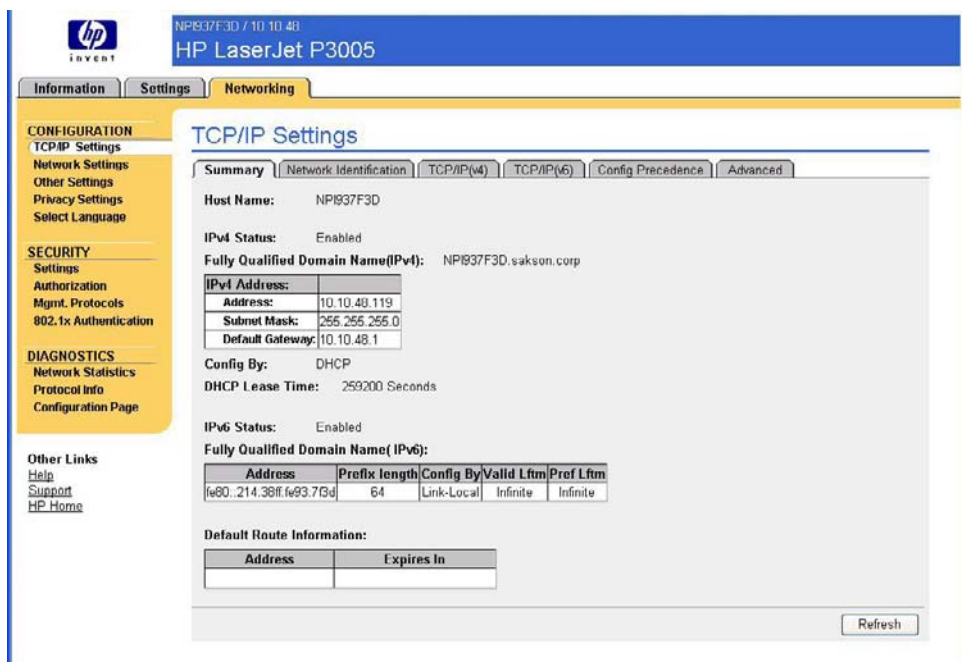 hp
invent
NPI937F3D / 10.10.48
HP LaserJet P3005
Information Settings Networking
CONFIGURATION
TCP/IP Settings
Network Settings
Other Settings
Privacy Settings
Select Language
SECURITY
Settings
Authorization
Mgmt. Protocols
802.1x Authentication
DIAGNOSTICS
Network Statistics
Protocol Info
Configuration Page
Other Links
Help
Support
HP Home
TCP/IP Settings
Summary Network Identification TCP/IP(v4) TCP/IP(v6) Config Precedence Advanced
Host Name: NPI937F3D
IPv4 Status: Enabled
Fully Qualified Domain Name(IPv4): NPI937F3D.sakson.corp
IPv4 Address:
Address: 10.10.48.119
Subnet Mask: 255.255.255.0
Default Gateway: 10.10.48.1
Config By: DHCP
DHCP Lease Time: 259200 Seconds
IPv6 Status: Enabled
Fully Qualified Domain Name( IPv6):
Address Prefix length Config By Valid Lftm Pref Lftm
fe80::214:38ff:fe93:7f3d 64 Link-Local Infinite Infinite
Default Route Information:
Address Expires In
Refresh